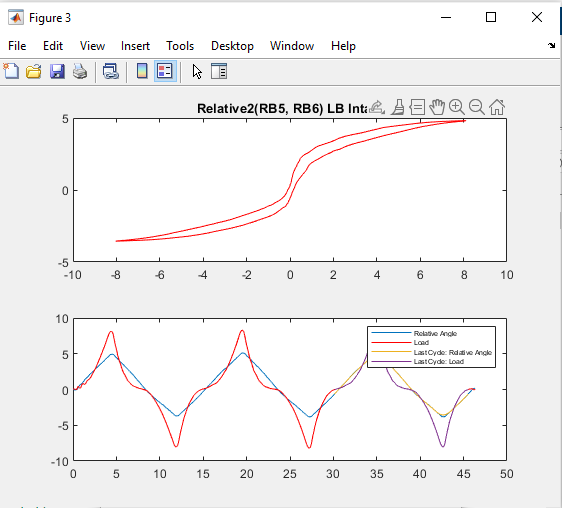 Figure 3
File Edit View Insert Tools Desktop Window Help
Relative2(RB5, RB6) LB
5
0
-5
-10 -8 -6 -4 -2 0 2 4 6 8 10
10
5
0
-5
-10
Relative Angle
Load
Last Cycle: Relative Angle
Last Cycle: Load
0 5 10 15 20 25 30 35 40 45 50